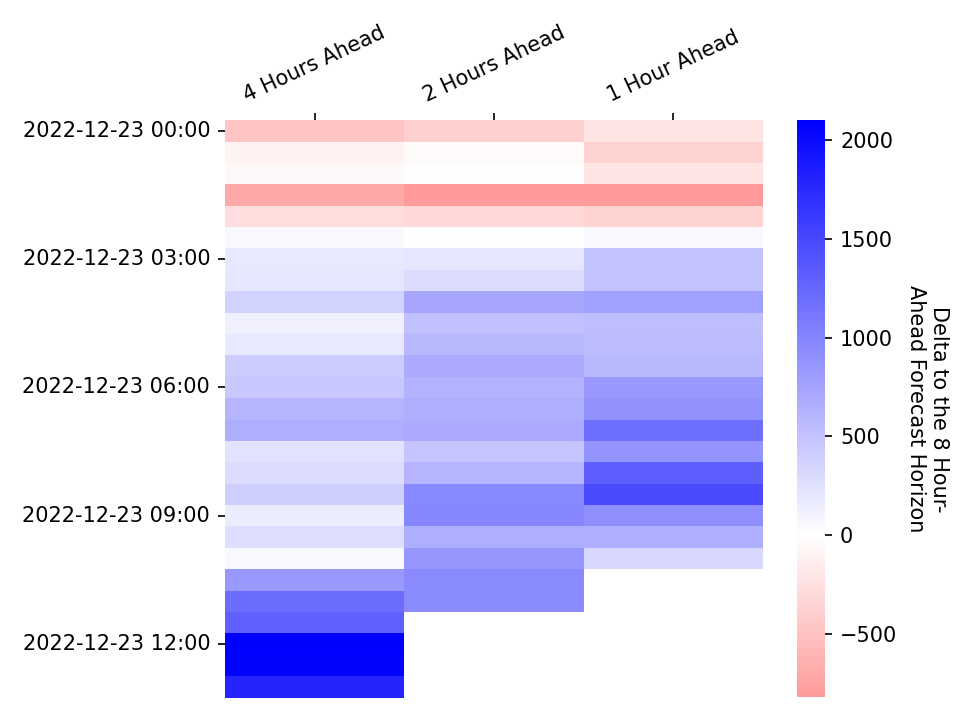 4 Hours Ahead
2 Hours Ahead
1 Hour Ahead
2022-12-23 00:00
2022-12-23 03:00
2022-12-23 06:00
2022-12-23 09:00
2022-12-23 12:00
2000
1500
1000
500
0
−500
Delta to the 8 Hour-
Ahead Forecast Horizon